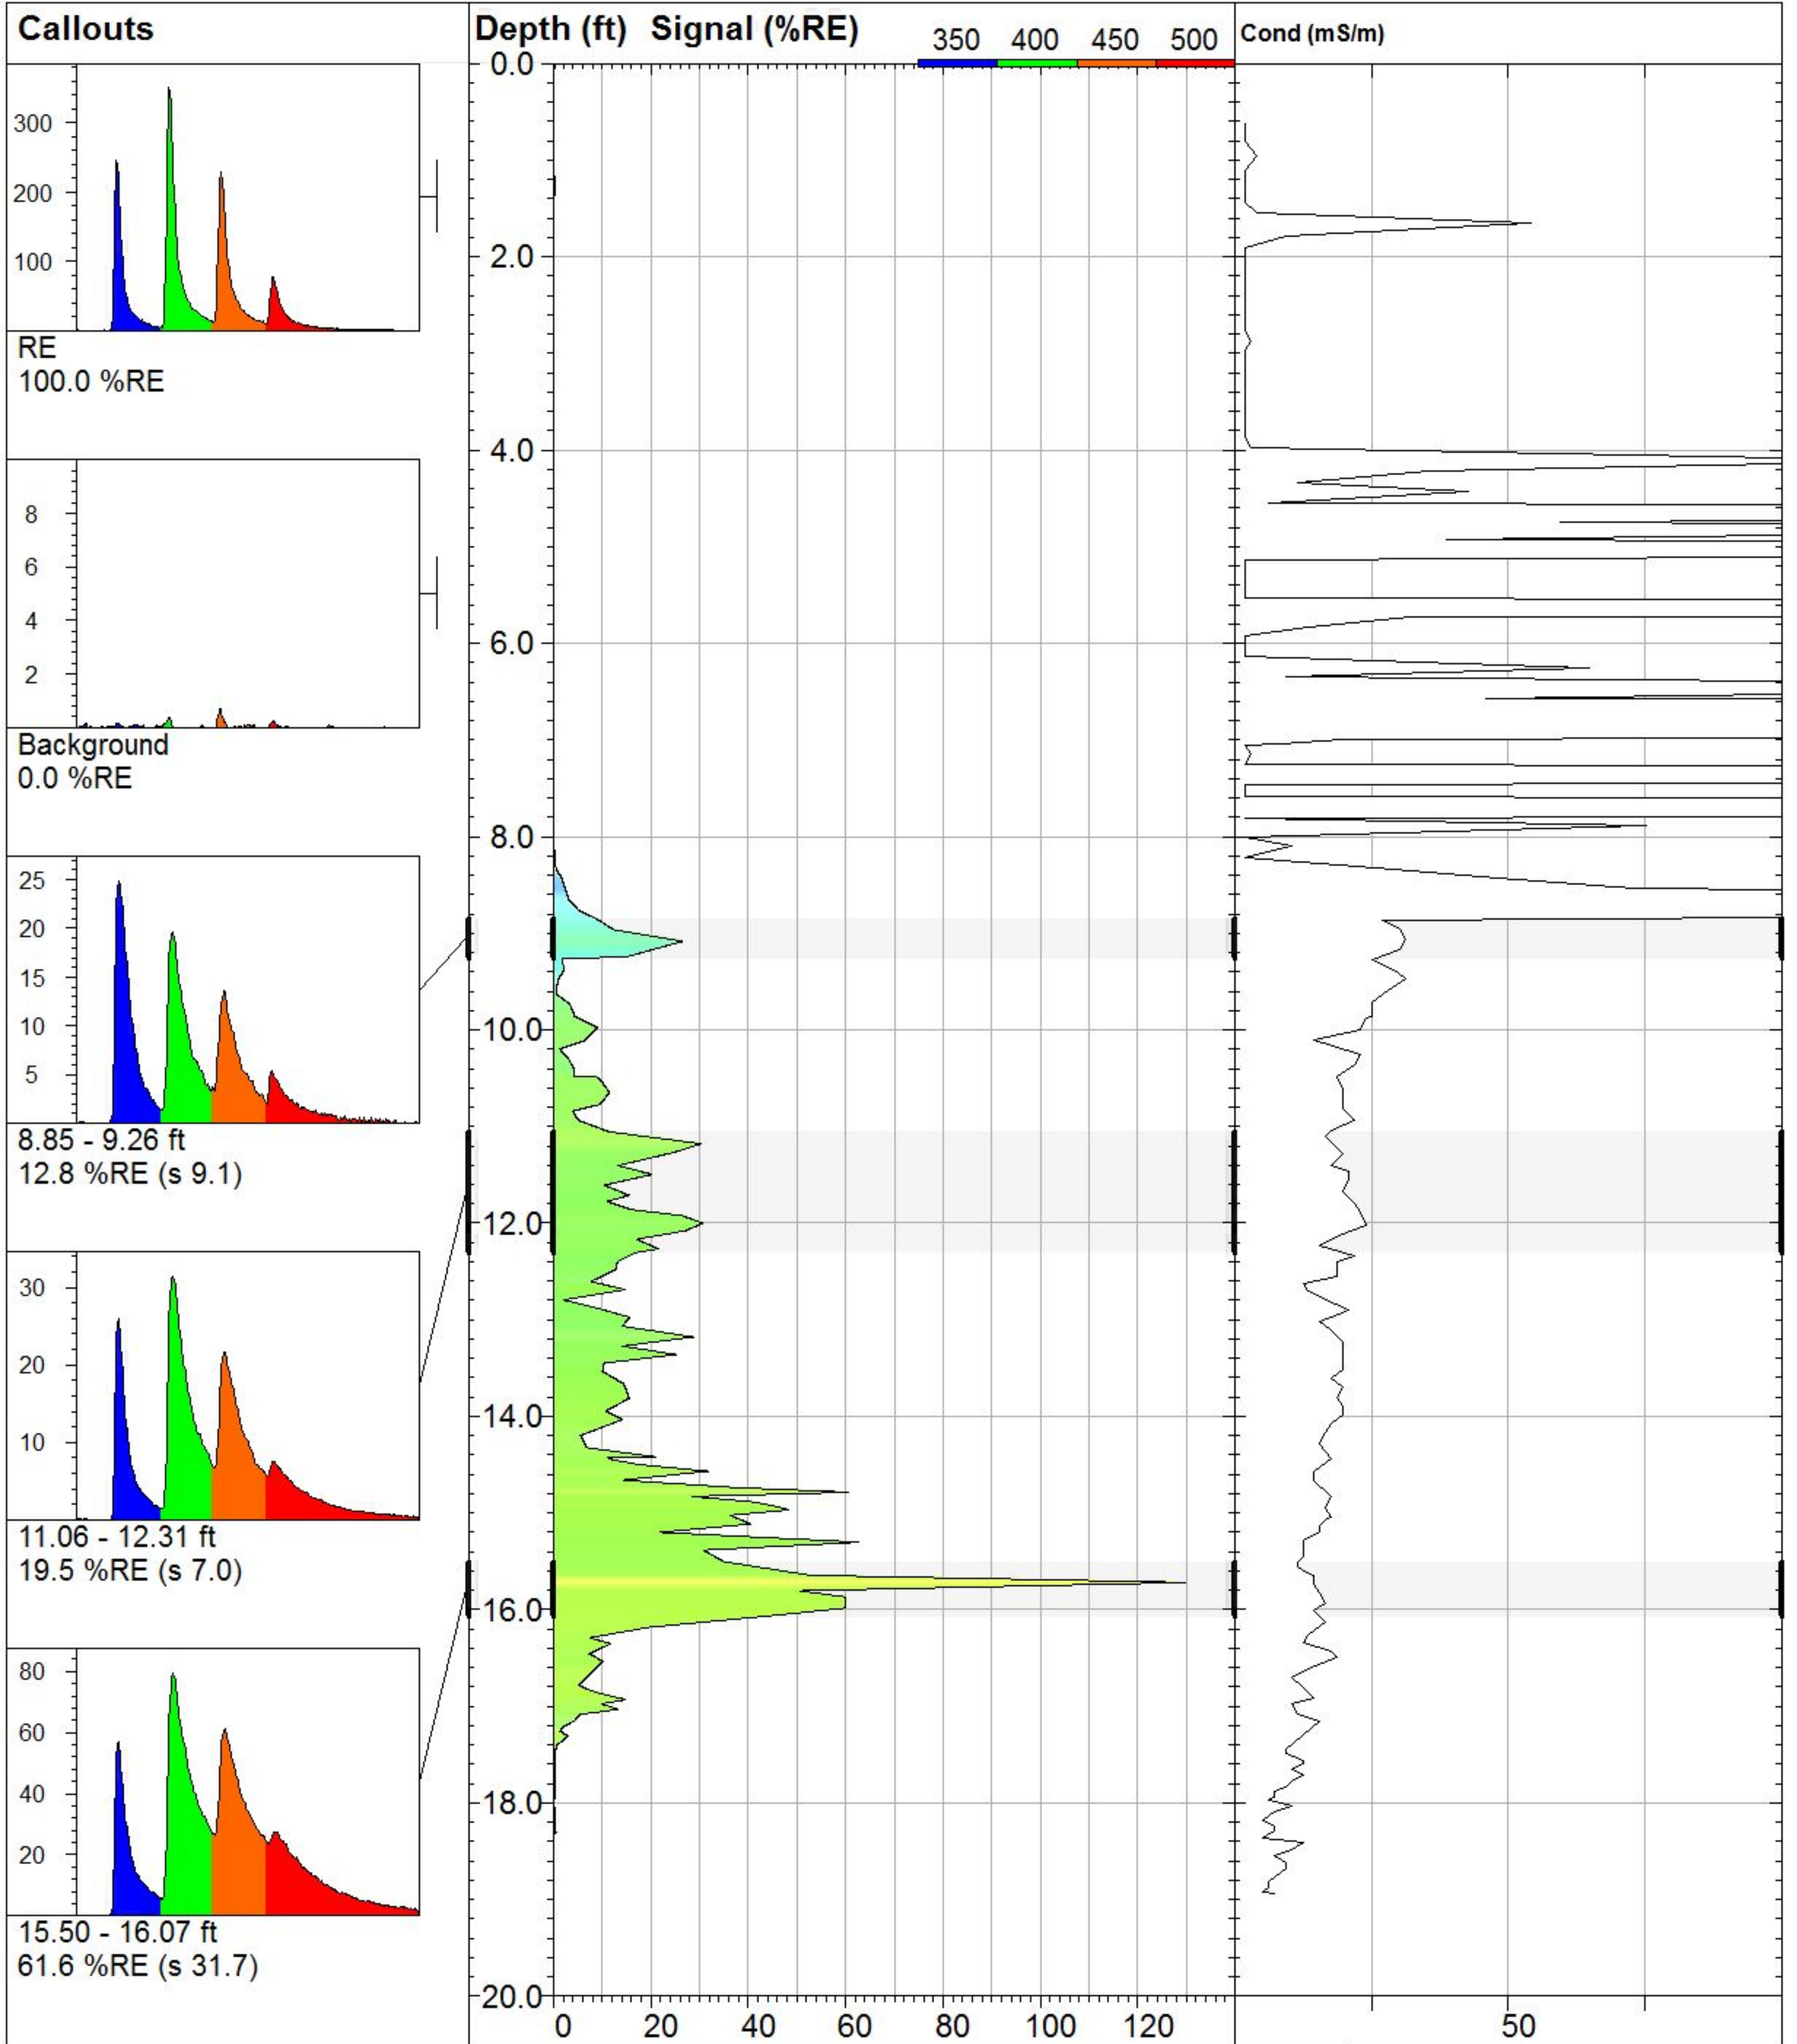 Callouts
Depth (ft) Signal (%RE)
350 400 450 500
Cond (mS/m)
300
200
100
RE
100.0 %RE
8
6
4
2
Background
0.0 %RE
25
20
15
10
5
8.85 - 9.26 ft
12.8 %RE (s 9.1)
30
20
10
11.06 - 12.31 ft
19.5 %RE (s 7.0)
80
60
40
20
15.50 - 16.07 ft
61.6 %RE (s 31.7)
0.0
2.0
4.0
6.0
8.0
10.0
12.0
14.0
16.0
18.0
20.0
0 20 40 60 80 100 120
50